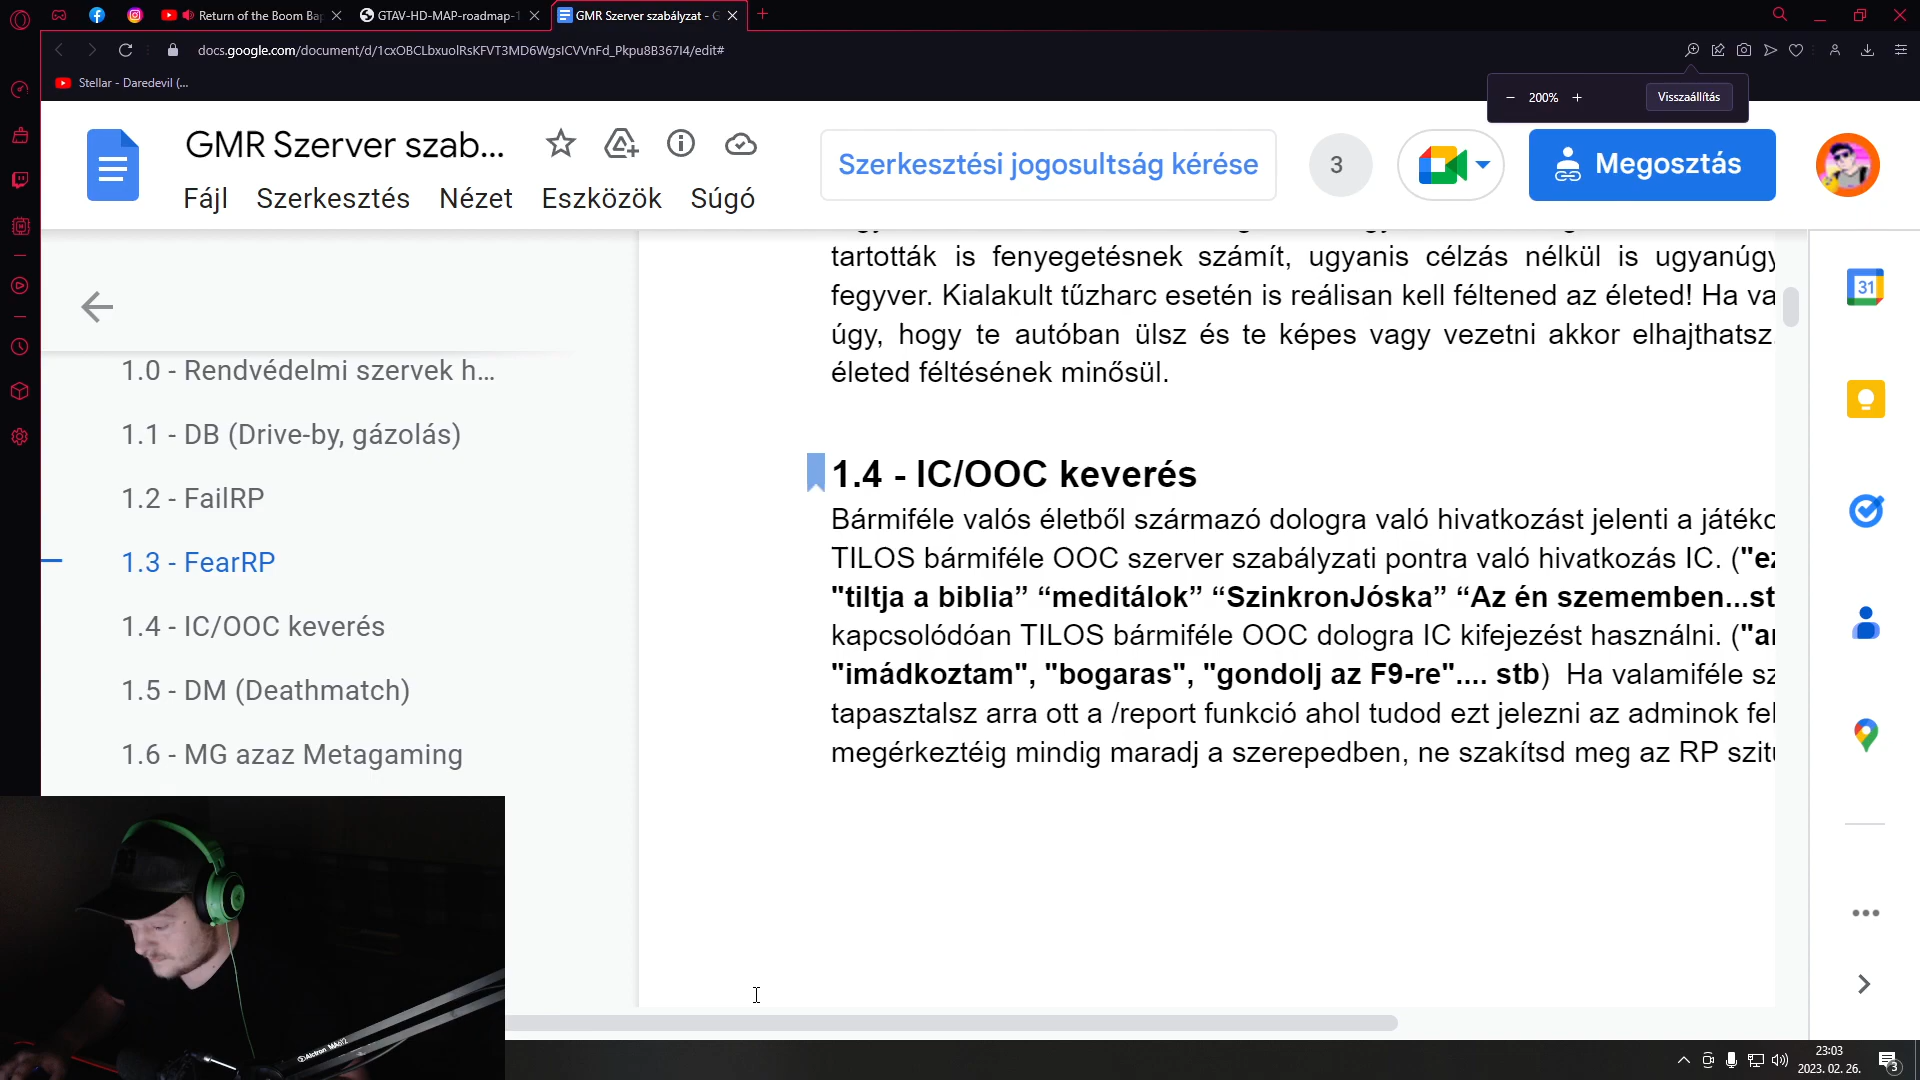 Return of the Boom Bap
GTAV-HD-MAP-roadmap-1
GMR Szerver szabályzat - G
docs.google.com/document/d/1cxOBCLbxuolRsKFVT3MD6WgsICVVnFd_Pkpu8B367I4/edit#
Stellar - Daredevil (...
200%
Visszaállítás
GMR Szerver szab...
Szerkesztési jogosultság kérése
3
Megosztás
Fájl Szerkesztés Nézet Eszközök Súgó
31
1.0 - Rendvédelmi szervek h...
1.1 - DB (Drive-by, gázolás)
1.2 - FailRP
1.3 - FearRP
1.4 - IC/OOC keverés
1.5 - DM (Deathmatch)
1.6 - MG azaz Metagaming
tartották is fenyegetésnek számít, ugyanis célzás nélkül is ugyanúgy
fegyver. Kialakult tűzharc esetén is reálisan kell féltened az életed! Ha va
úgy, hogy te autóban ülsz és te képes vagy vezetni akkor elhajthatsz.
életed féltésének minősül.
1.4 - IC/OOC keverés
Bármiféle valós életből származó dologra való hivatkozást jelenti a játéko
TILOS bármiféle OOC szerver szabályzati pontra való hivatkozás IC. ("ez
"tiltja a biblia” “meditálok” “SzinkronJóska” “Az én szememben...st
kapcsolódóan TILOS bármiféle OOC dologra IC kifejezést használni. ("ar
"imádkoztam", "bogaras", "gondolj az F9-re".... stb) Ha valamiféle sz
tapasztalsz arra ott a /report funkció ahol tudod ezt jelezni az adminok fel
megérkeztéig mindig maradj a szerepedben, ne szakítsd meg az RP szitu
23:03
2023. 02. 26.
3